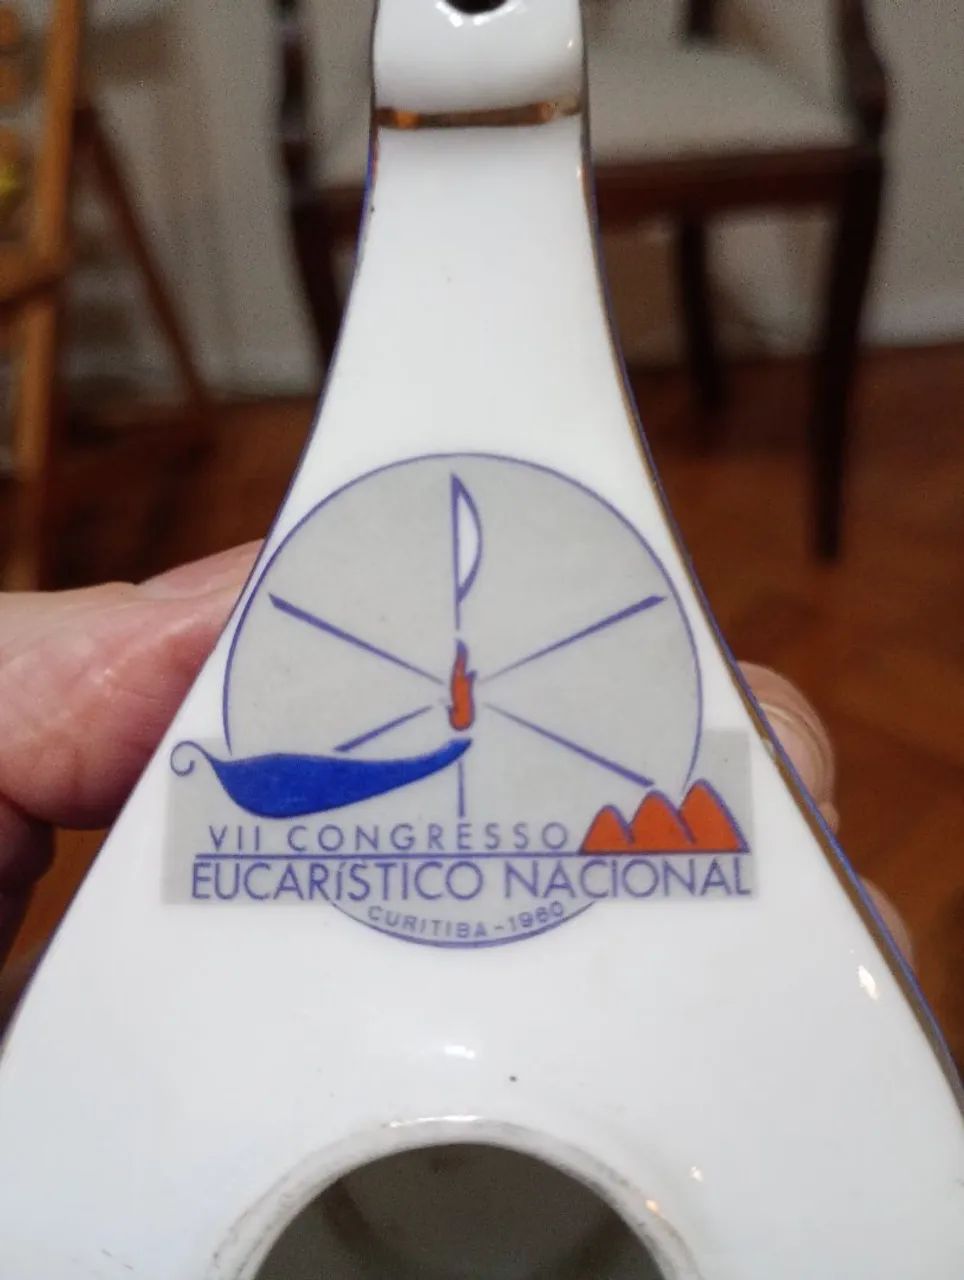 VII CONGRESSO
EUCARíSTICO NACIONAL
CURITIBA-1960